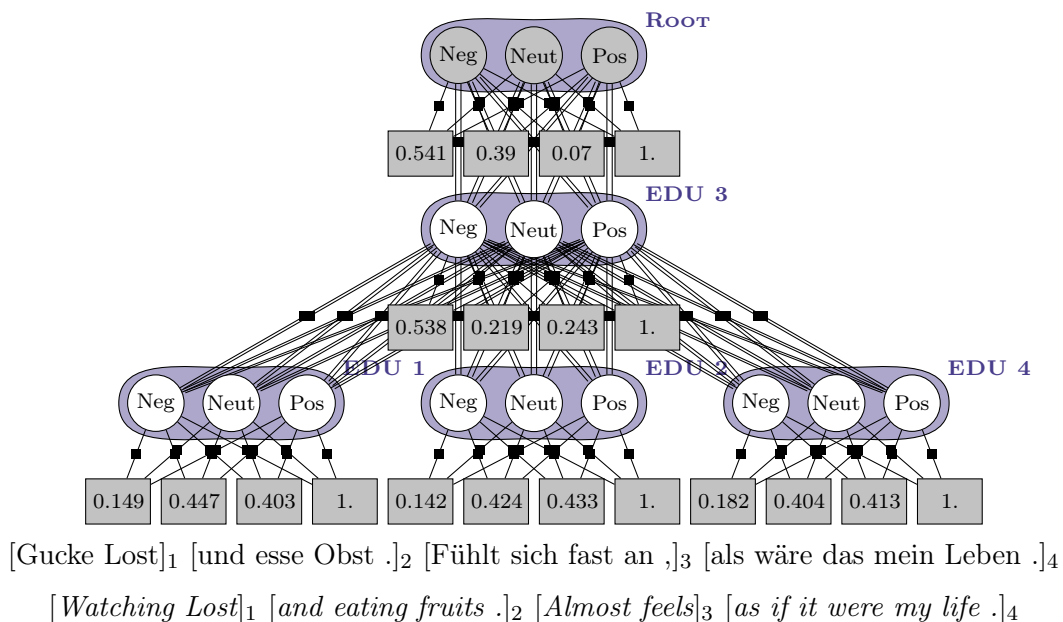 ROOT
Neg Neut Pos
0.541 0.39 0.07 1.
EDU 3
Neg Neut Pos
0.538 0.219 0.243 1.
EDU 1 EDU 2 EDU 4
Neg Neut Pos Neg Neut Pos Neg Neut Pos
0.149 0.447 0.403 1. 0.142 0.424 0.433 1. 0.182 0.404 0.413 1.
[Gucke Lost]1 [und esse Obst .]2 [Fühlt sich fast an ,]3 [als wäre das mein Leben .]4
[Watching Lost]1 [and eating fruits .]2 [Almost feels]3 [as if it were my life .]4